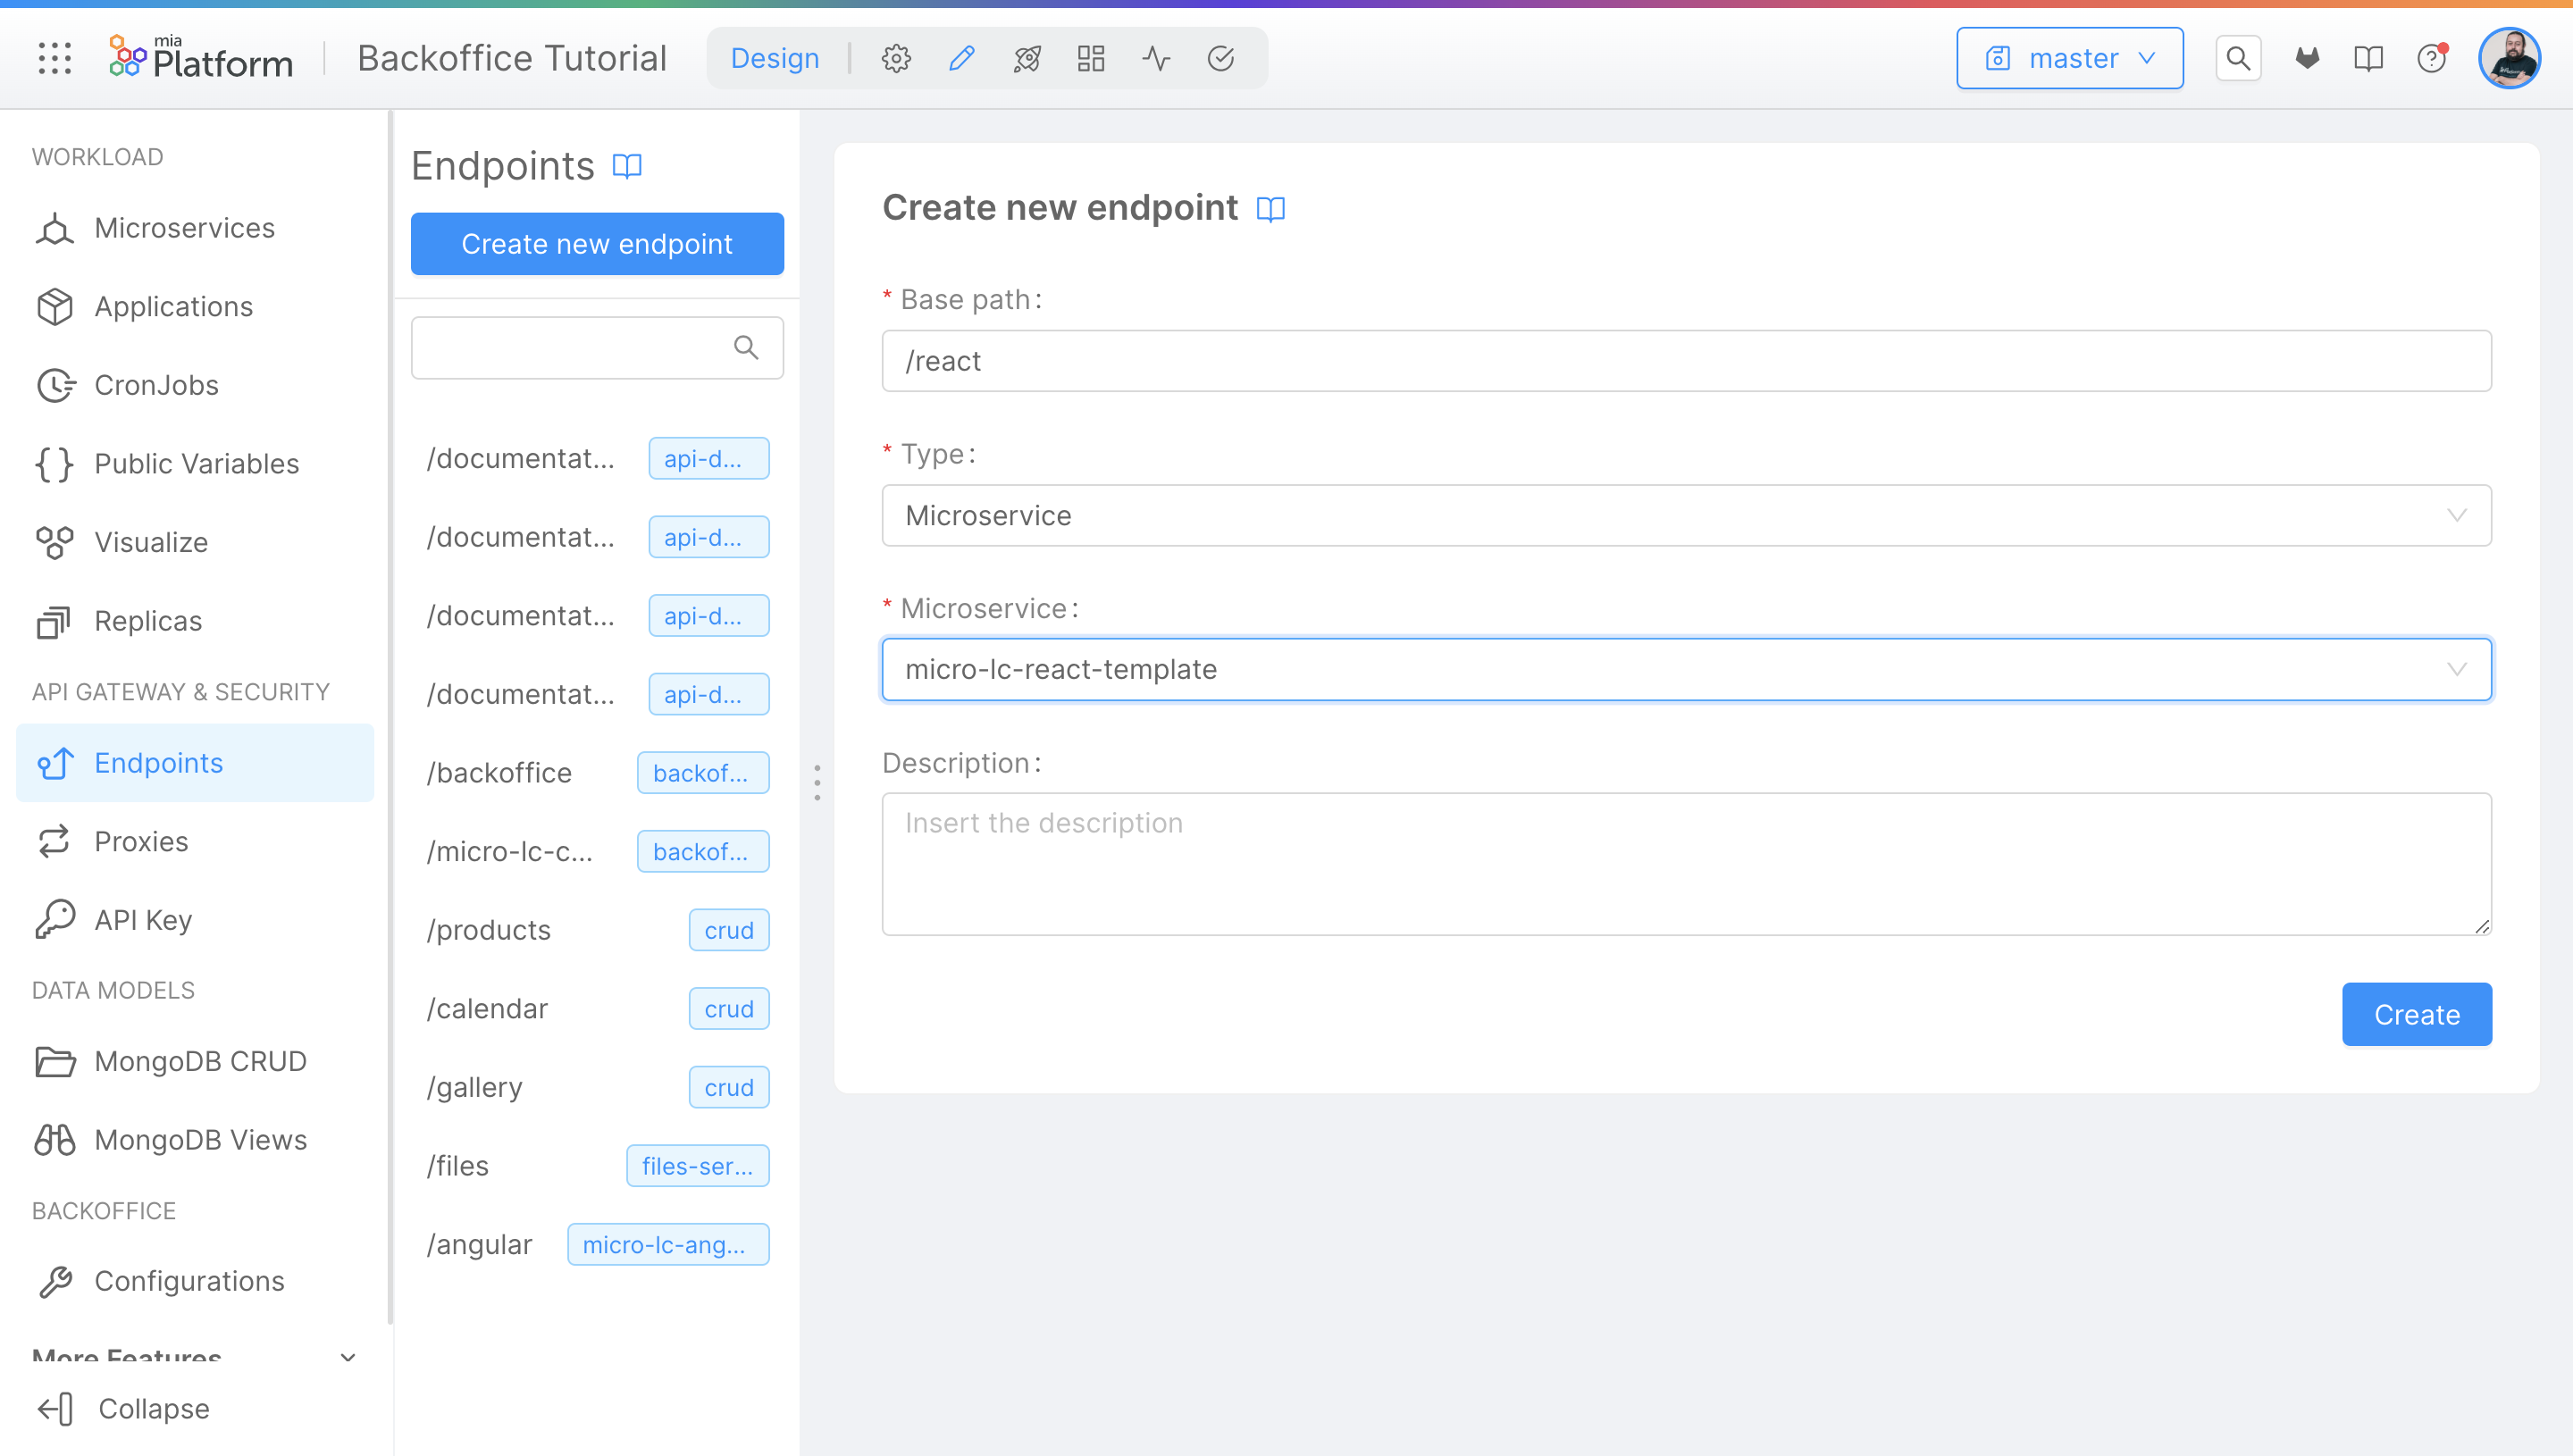 mia
Platform
Backoffice Tutorial
Design
master
WORKLOAD
Microservices
Applications
CronJobs
Public Variables
Visualize
Replicas
API GATEWAY & SECURITY
Endpoints
Proxies
API Key
DATA MODELS
MongoDB CRUD
MongoDB Views
BACKOFFICE
Configurations
More Features
Collapse
Endpoints
Create new endpoint
/documentat... api-d...
/documentat... api-d...
/documentat... api-d...
/documentat... api-d...
/backoffice backof...
/micro-lc-c... backof...
/products crud
/calendar crud
/gallery crud
/files files-ser...
/angular micro-lc-ang...
Create new endpoint
* Base path:
/react
* Type:
Microservice
* Microservice:
micro-lc-react-template
Description:
Insert the description
Create